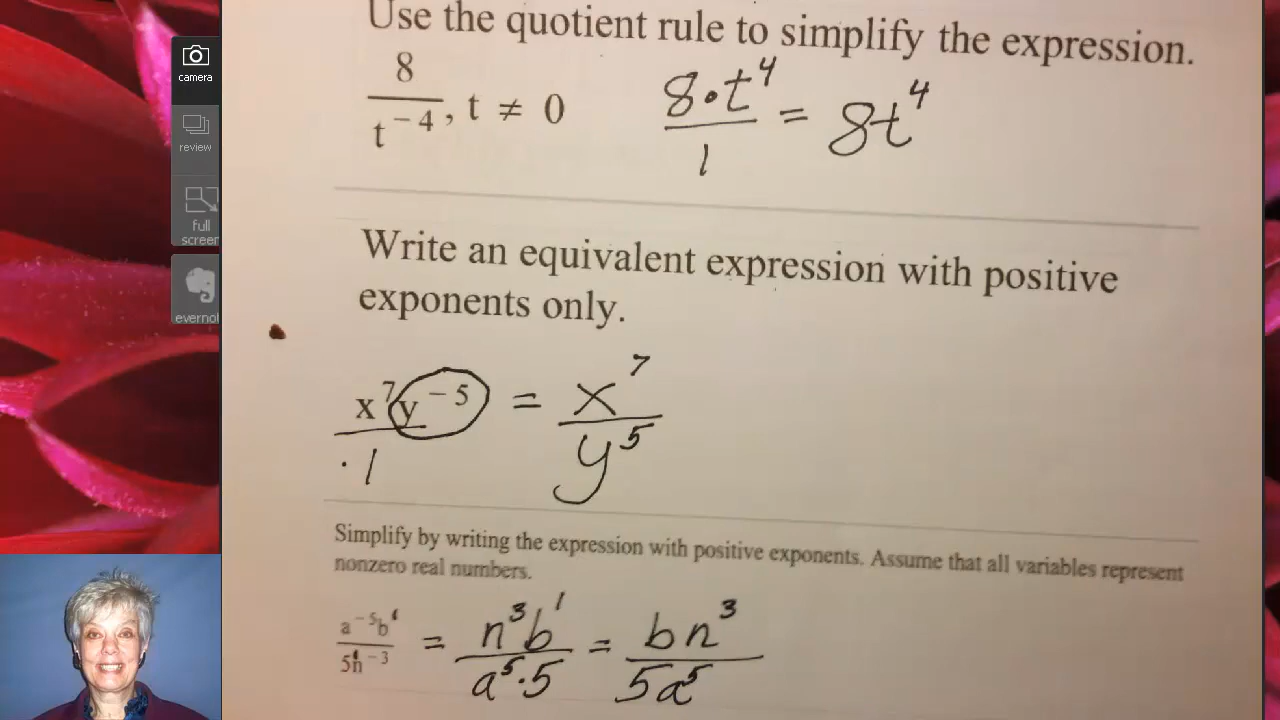 Use the quotient rule to simplify the expression.
8 / t^-4, t ≠ 0    8·t^4 / 1 = 8t^4
camera
review
full
screen
evernot
Write an equivalent expression with positive
exponents only.
x^7 y^-5 / ·1 = x^7 / y^5
Simplify by writing the expression with positive exponents. Assume that all variables represent
nonzero real numbers.
a^-5 b^1 / 5^1 n^-3 = n^3 b^1 / a^5·5 = bn^3 / 5a^5